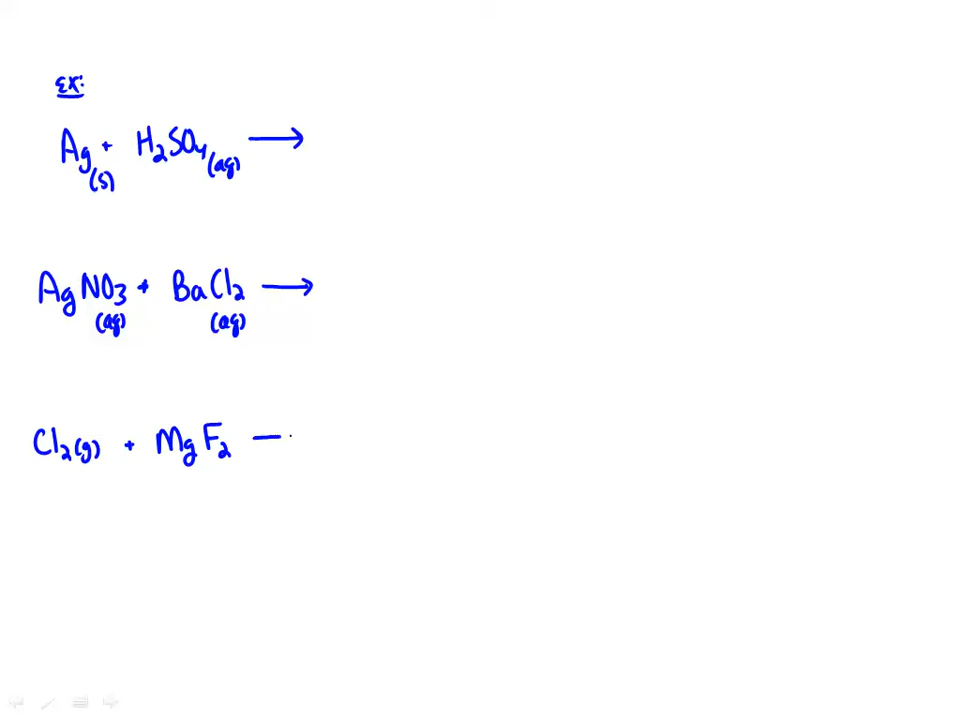 Ex:
Ag(s) + H₂SO₄(aq) →
AgNO₃(aq) + BaCl₂(aq) →
Cl₂(g) + MgF₂ —